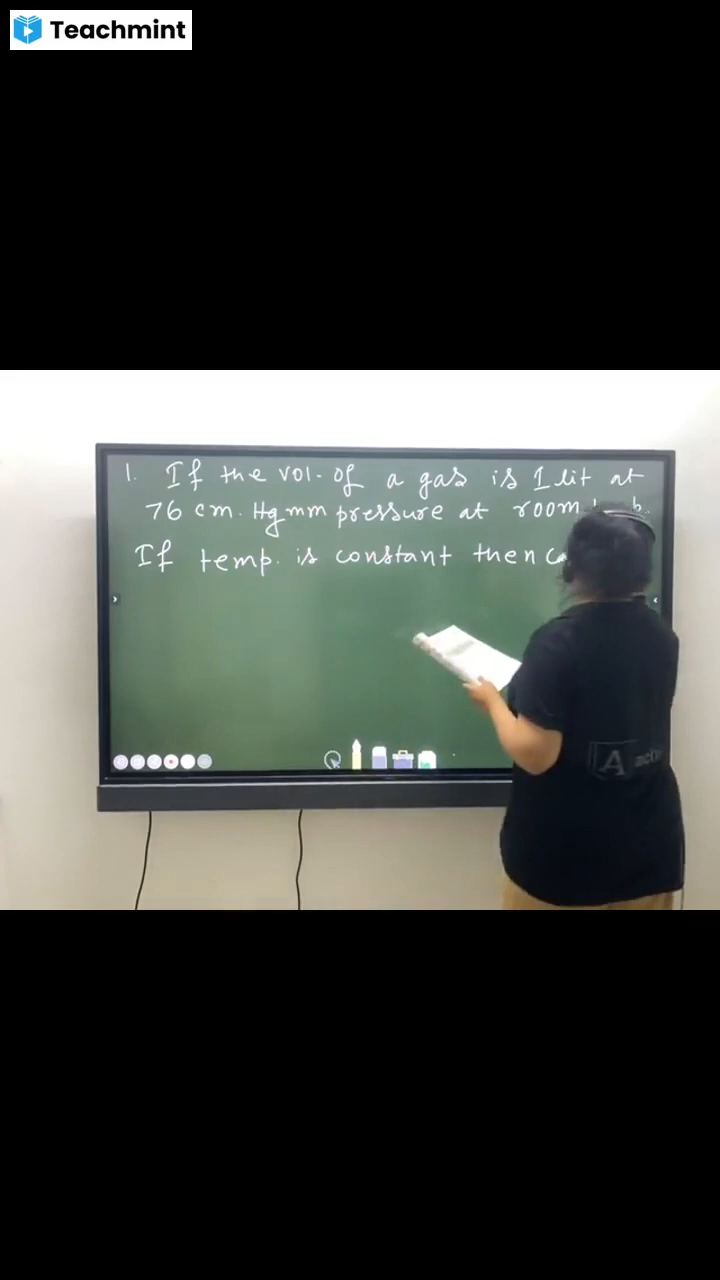 Teachmint
1. If the vol. of a gas is 1 lit at
76 cm. Hg mm pressure at room
If temp. is constant then
A